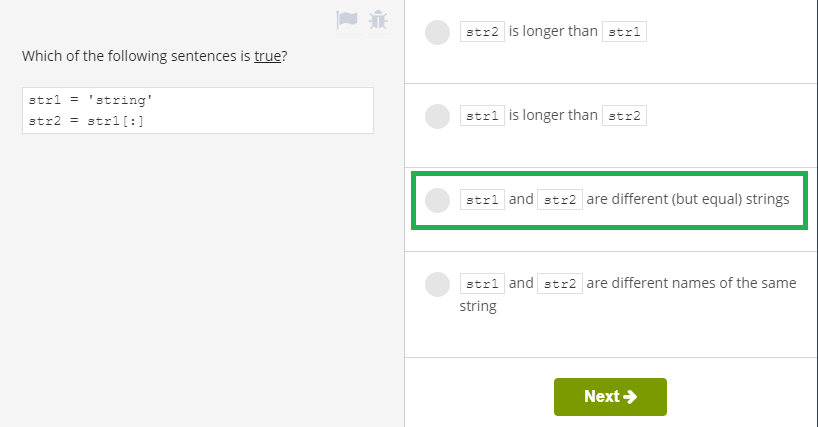 Which of the following sentences is true?
str1 = 'string'
str2 = str1[:]
str2 is longer than str1
str1 is longer than str2
str1 and str2 are different (but equal) strings
str1 and str2 are different names of the same
string
Next